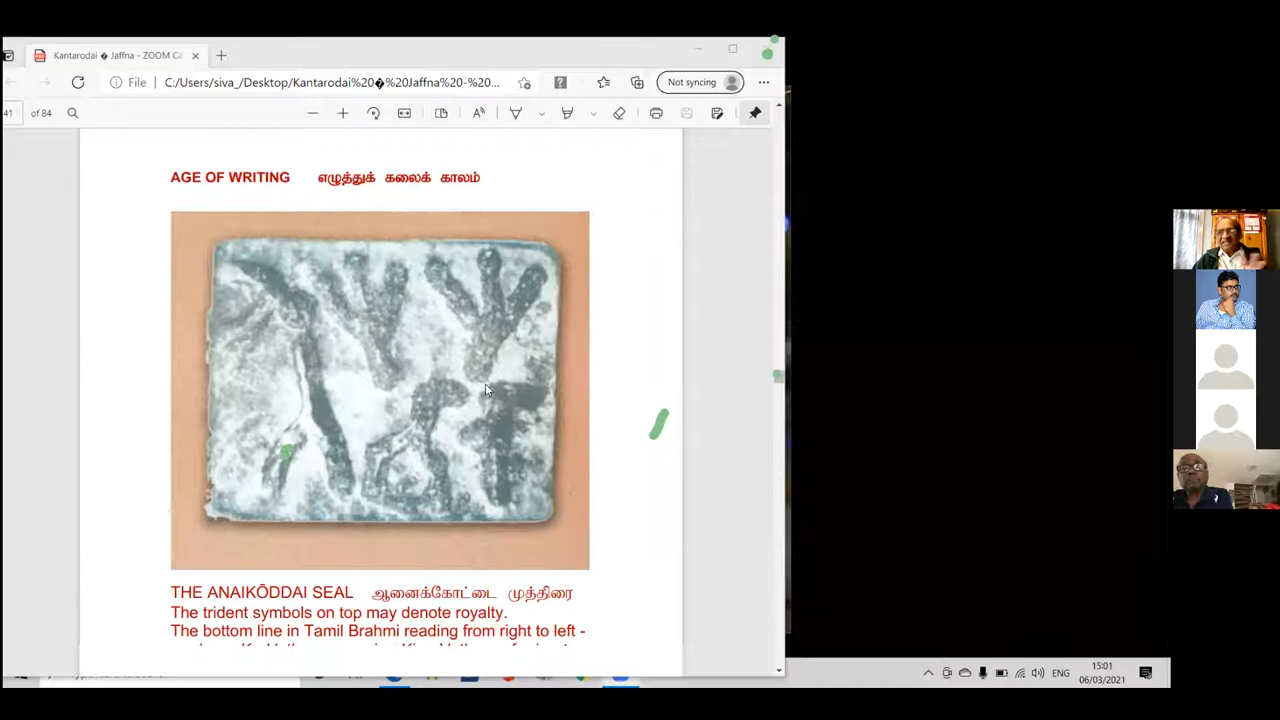 Kantarodai � Jaffna - ZOOM Ca
File
C:/Users/siva_/Desktop/Kantarodai%20�%20Jaffna%20-%20...
Not syncing
41 of 84
AGE OF WRITING எழுத்துக் கலைக் காலம்
THE ANAIKŌDDAI SEAL ஆனைக்கோட்டை முத்திரை
The trident symbols on top may denote royalty.
The bottom line in Tamil Brahmi reading from right to left -
ENG
15:01
06/03/2021